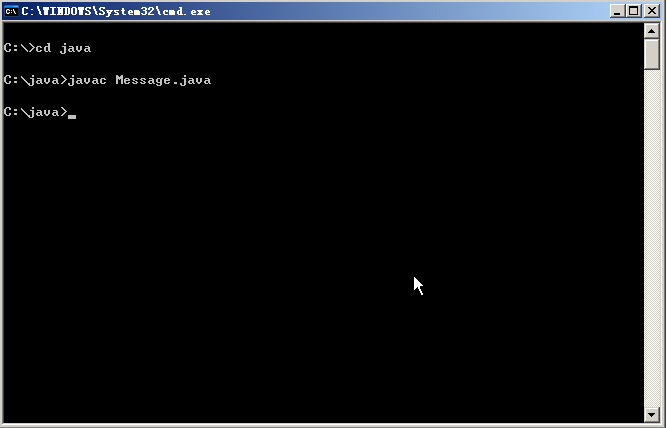 C:\WINDOWS\System32\cmd.exe
C:\>cd java
C:\java>javac Message.java
C:\java>